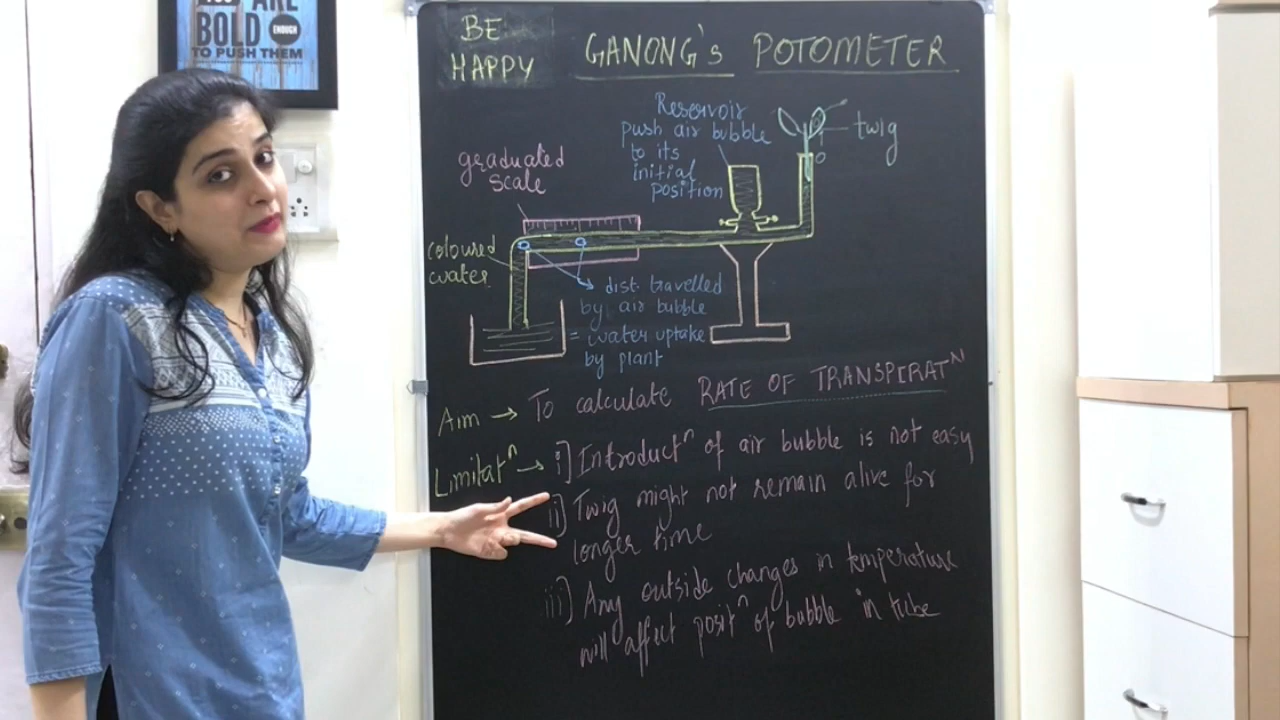 ARE
BOLD
ENOUGH
TO PUSH THEM
BE
HAPPY
GANONG's POTOMETER
Reservoir
push air bubble
to its
initial
position
twig
graduated
scale
coloured
water
dist. travelled
by air bubble
= water uptake
by plant
Aim → To calculate RATE OF TRANSPIRATᴺ
Limitatⁿ → i] Introductⁿ of air bubble is not easy
ii] Twig might not remain alive for
longer time
iii] Any outside changes in temperature
will affect positⁿ of bubble in tube